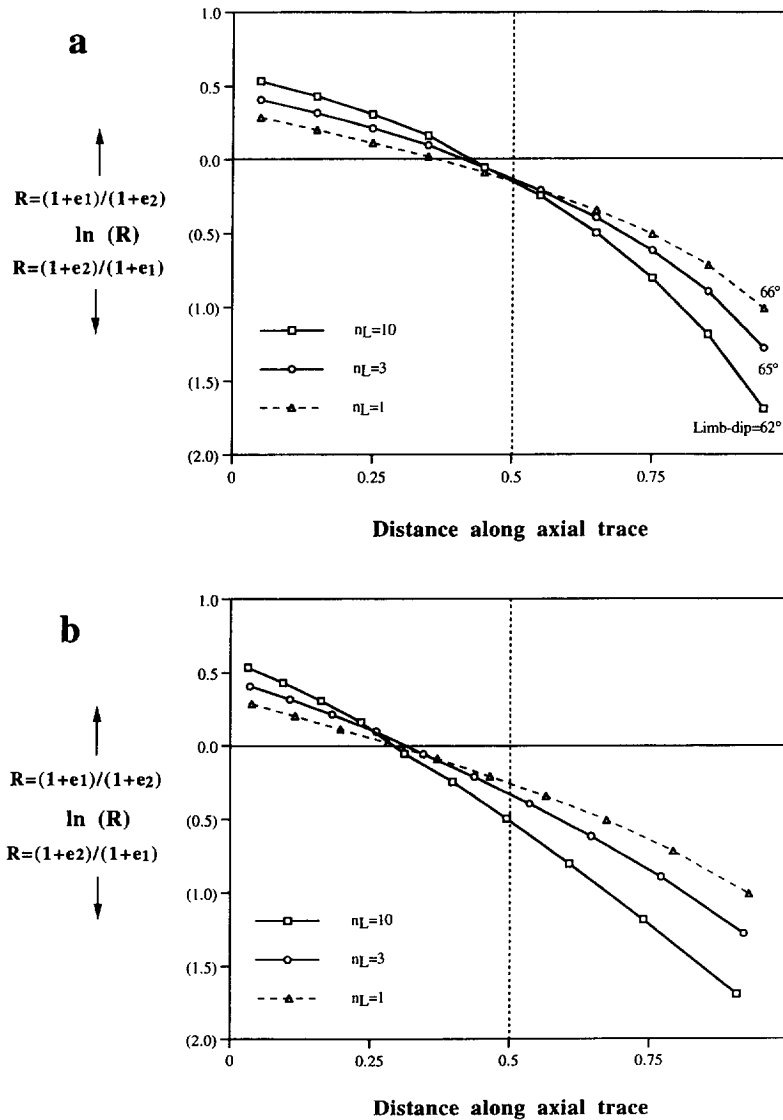 a
1.0
0.5
0.0
(0.5)
(1.0)
(1.5)
(2.0)
R=(1+e1)/(1+e2)
ln (R)
R=(1+e2)/(1+e1)
nL=10
nL=3
nL=1
66°
65°
Limb-dip=62°
0 0.25 0.5 0.75
Distance along axial trace
b
1.0
0.5
0.0
(0.5)
(1.0)
(1.5)
(2.0)
R=(1+e1)/(1+e2)
ln (R)
R=(1+e2)/(1+e1)
nL=10
nL=3
nL=1
0 0.25 0.5 0.75
Distance along axial trace